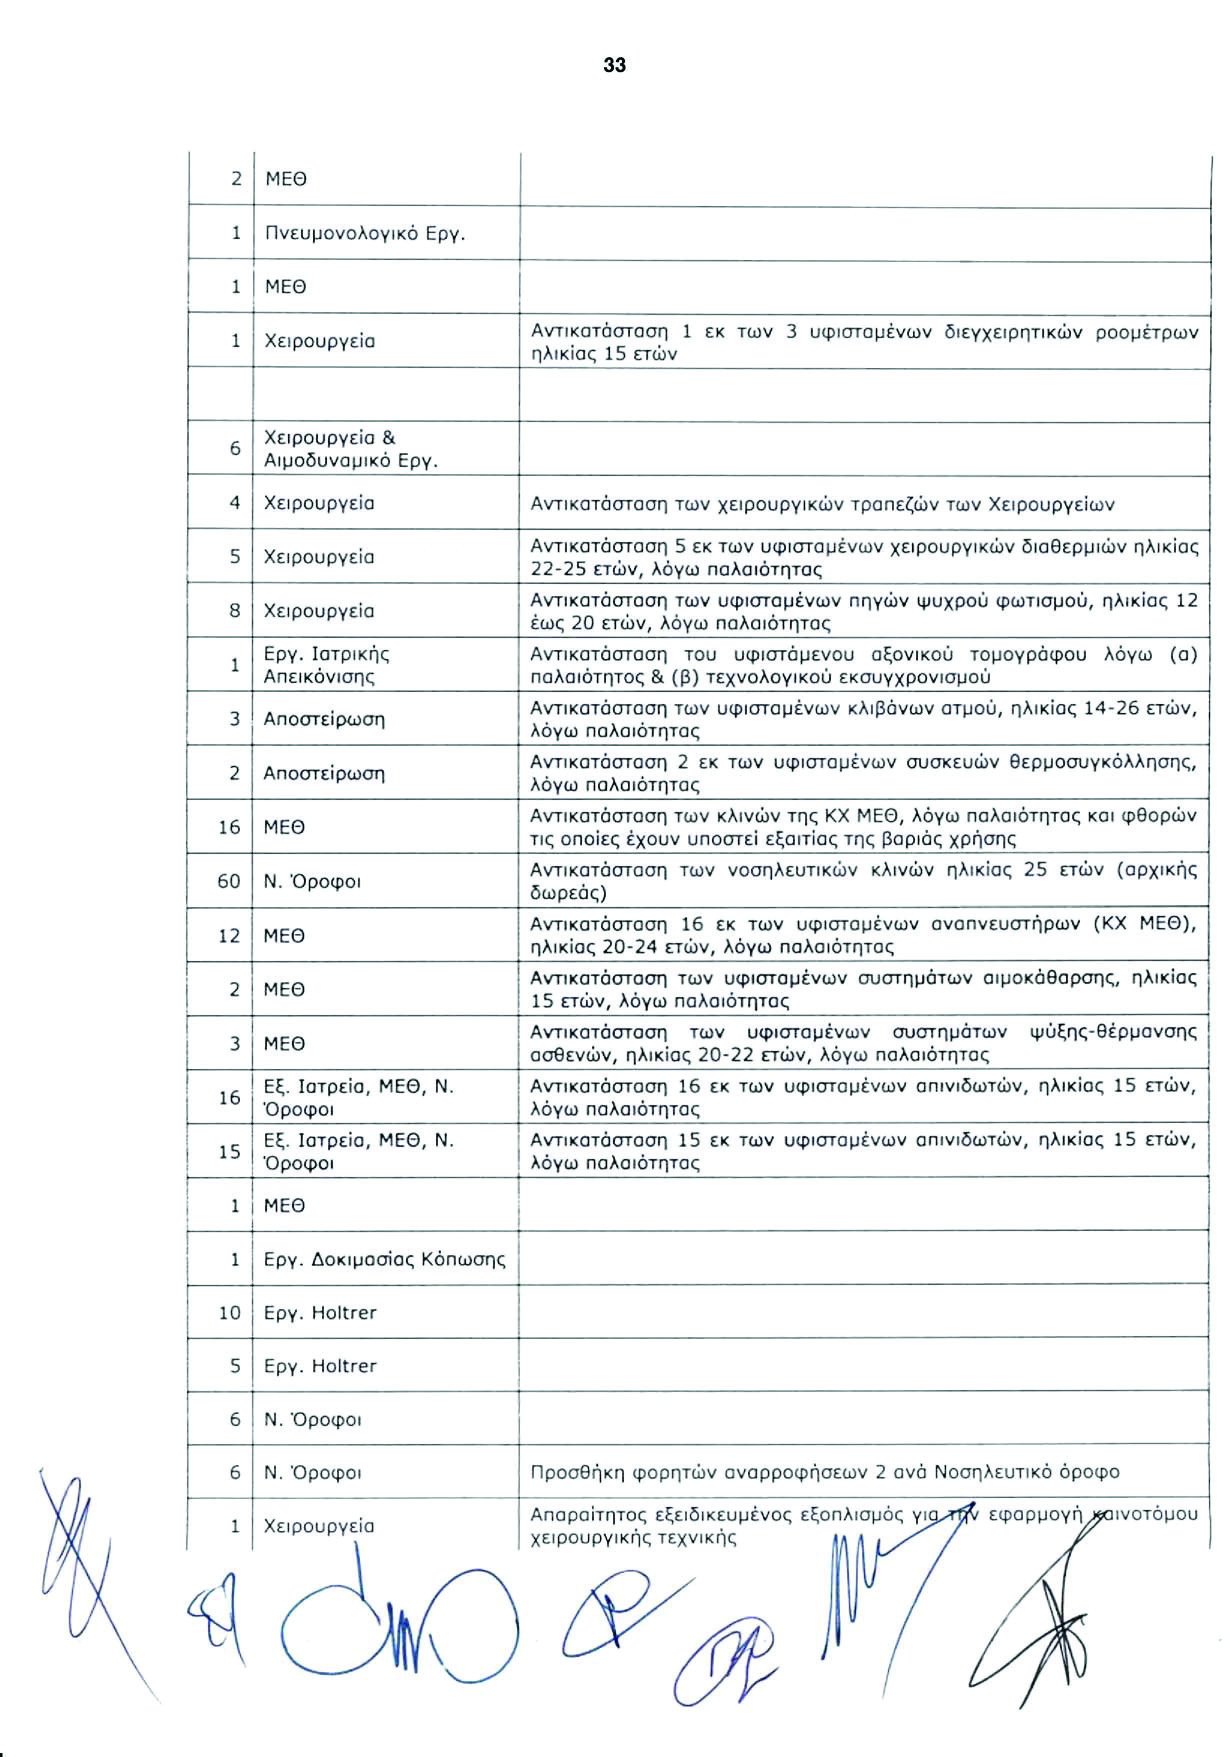 33
2 ΜΕΘ
1 Πνευμονολογικό Εργ.
1 ΜΕΘ
1 Χειρουργεία Αντικατάσταση 1 εκ των 3 υφισταμένων διεγχειρητικών ροομέτρων
ηλικίας 15 ετών
6 Χειρουργεία &
Αιμοδυναμικό Εργ.
4 Χειρουργεία Αντικατάσταση των χειρουργικών τραπεζών των Χειρουργείων
5 Χειρουργεία Αντικατάσταση 5 εκ των υφισταμένων χειρουργικών διαθερμιών ηλικίας
22-25 ετών, λόγω παλαιότητας
8 Χειρουργεία Αντικατάσταση των υφισταμένων πηγών ψυχρού φωτισμού, ηλικίας 12
έως 20 ετών, λόγω παλαιότητας
1 Εργ. Ιατρικής Αντικατάσταση του υφιστάμενου αξονικού τομογράφου λόγω (α)
Απεικόνισης παλαιότητος & (β) τεχνολογικού εκσυγχρονισμού
3 Αποστείρωση Αντικατάσταση των υφισταμένων κλιβάνων ατμού, ηλικίας 14-26 ετών,
λόγω παλαιότητας
2 Αποστείρωση Αντικατάσταση 2 εκ των υφισταμένων συσκευών θερμοσυγκόλλησης,
λόγω παλαιότητας
16 ΜΕΘ Αντικατάσταση των κλινών της ΚΧ ΜΕΘ, λόγω παλαιότητας και φθορών
τις οποίες έχουν υποστεί εξαιτίας της βαριάς χρήσης
60 Ν. Όροφοι Αντικατάσταση των νοσηλευτικών κλινών ηλικίας 25 ετών (αρχικής
δωρεάς)
12 ΜΕΘ Αντικατάσταση 16 εκ των υφισταμένων αναπνευστήρων (ΚΧ ΜΕΘ),
ηλικίας 20-24 ετών, λόγω παλαιότητας
2 ΜΕΘ Αντικατάσταση των υφισταμένων συστημάτων αιμοκάθαρσης, ηλικίας
15 ετών, λόγω παλαιότητας
3 ΜΕΘ Αντικατάσταση των υφισταμένων συστημάτων ψύξης-θέρμανσης
ασθενών, ηλικίας 20-22 ετών, λόγω παλαιότητας
16 Εξ. Ιατρεία, ΜΕΘ, Ν. Αντικατάσταση 16 εκ των υφισταμένων απινιδωτών, ηλικίας 15 ετών,
Όροφοι λόγω παλαιότητας
15 Εξ. Ιατρεία, ΜΕΘ, Ν. Αντικατάσταση 15 εκ των υφισταμένων απινιδωτών, ηλικίας 15 ετών,
Όροφοι λόγω παλαιότητας
1 ΜΕΘ
1 Εργ. Δοκιμασίας Κόπωσης
10 Εργ. Holtrer
5 Εργ. Holtrer
6 Ν. Όροφοι
6 Ν. Όροφοι Προσθήκη φορητών αναρροφήσεων 2 ανά Νοσηλευτικό όροφο
1 Χειρουργεία Απαραίτητος εξειδικευμένος εξοπλισμός για την εφαρμογή καινοτόμου
χειρουργικής τεχνικής